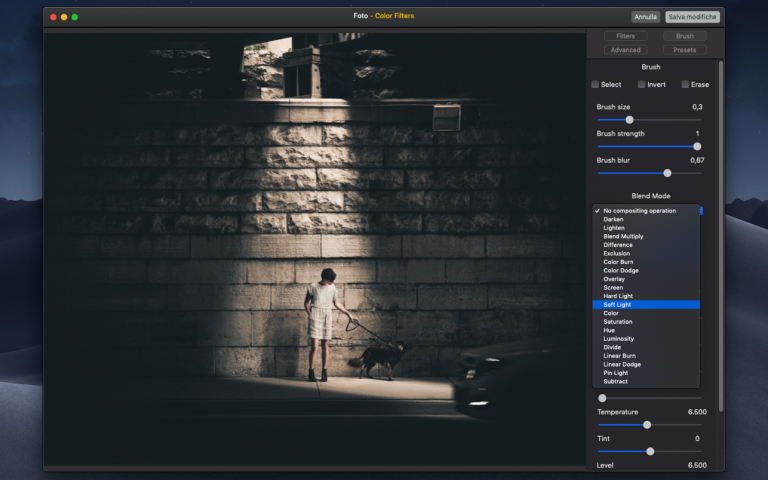 Foto - Color Filters
Annulla
Salva modifiche
Filters
Brush
Advanced
Presets
Brush
Select
Invert
Erase
Brush size 0,3
Brush strength 1
Brush blur 0,67
Blend Mode
✓ No compositing operation
Darken
Lighten
Blend Multiply
Difference
Exclusion
Color Burn
Color Dodge
Overlay
Screen
Hard Light
Soft Light
Color
Saturation
Hue
Luminosity
Divide
Linear Burn
Linear Dodge
Pin Light
Subtract
Temperature 6.500
Tint 0
Level 6.500